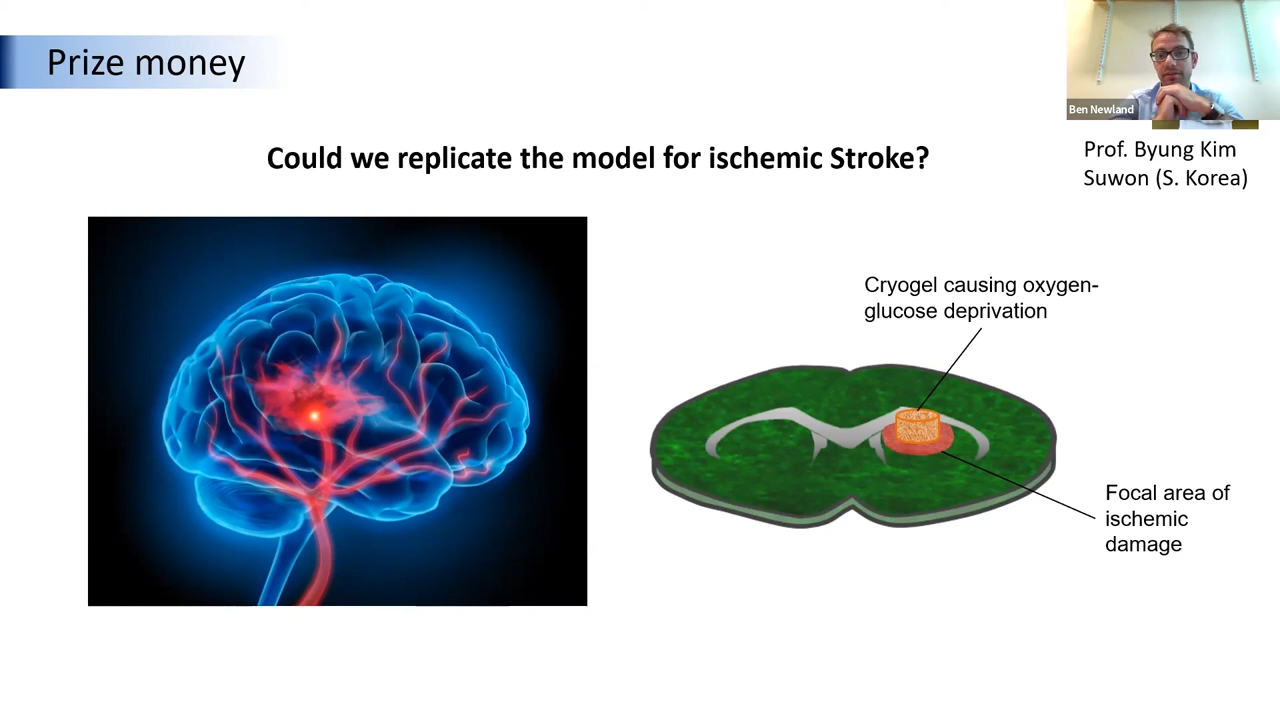 Prize money
Ben Newland
Could we replicate the model for ischemic Stroke?
Prof. Byung Kim
Suwon (S. Korea)
Cryogel causing oxygen-
glucose deprivation
Focal area of
ischemic
damage